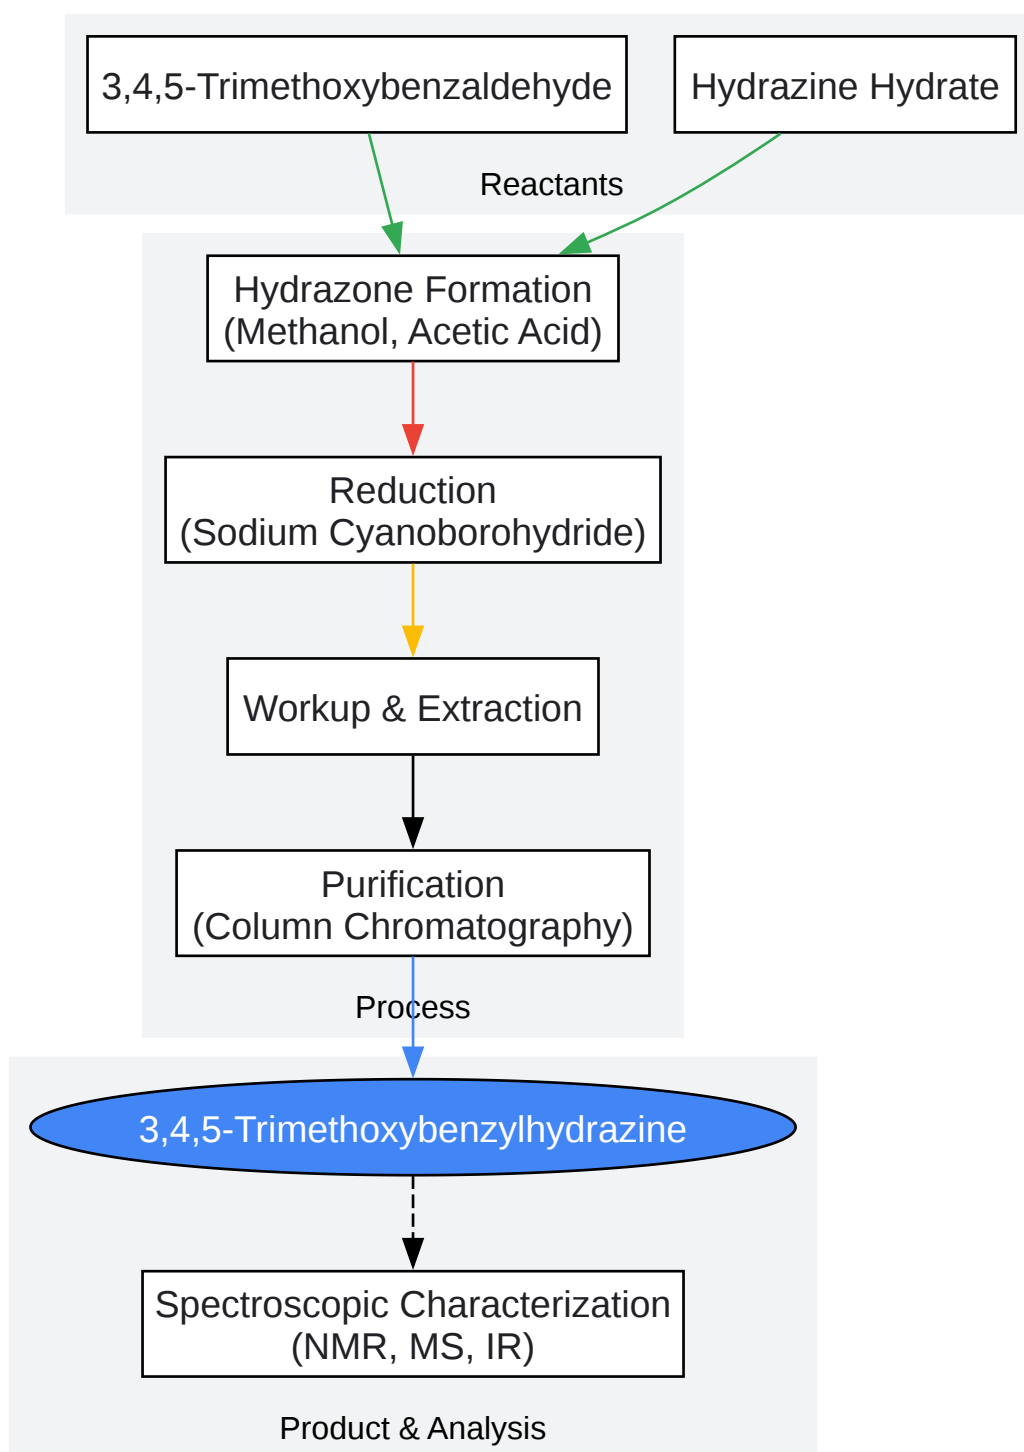 3,4,5-Trimethoxybenzaldehyde
Hydrazine Hydrate
Reactants
Hydrazone Formation
(Methanol, Acetic Acid)
Reduction
(Sodium Cyanoborohydride)
Workup & Extraction
Purification
(Column Chromatography)
Process
3,4,5-Trimethoxybenzylhydrazine
Spectroscopic Characterization
(NMR, MS, IR)
Product & Analysis